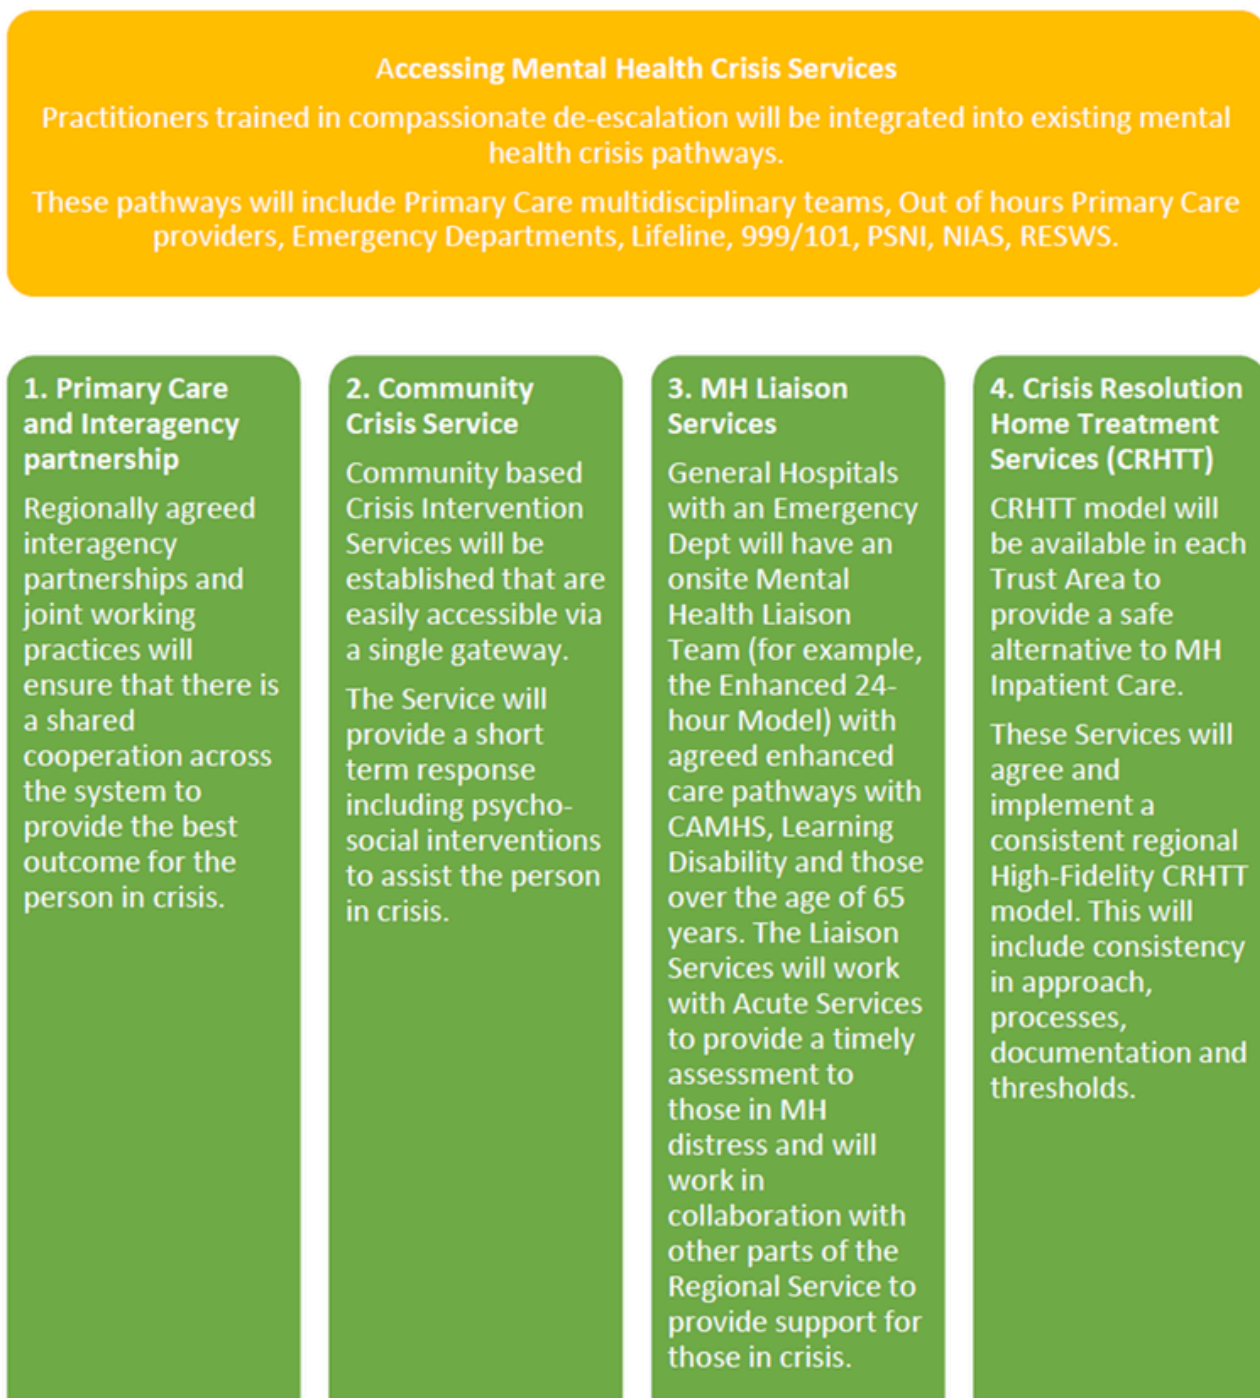 Accessing Mental Health Crisis Services
Practitioners trained in compassionate de-escalation will be integrated into existing mental
health crisis pathways.
These pathways will include Primary Care multidisciplinary teams, Out of hours Primary Care
providers, Emergency Departments, Lifeline, 999/101, PSNI, NIAS, RESWS.
1. Primary Care
and Interagency
partnership
Regionally agreed
interagency
partnerships and
joint working
practices will
ensure that there is
a shared
cooperation across
the system to
provide the best
outcome for the
person in crisis.
2. Community
Crisis Service
Community based
Crisis Intervention
Services will be
established that are
easily accessible via
a single gateway.
The Service will
provide a short
term response
including psycho-
social interventions
to assist the person
in crisis.
3. MH Liaison
Services
General Hospitals
with an Emergency
Dept will have an
onsite Mental
Health Liaison
Team (for example,
the Enhanced 24-
hour Model) with
agreed enhanced
care pathways with
CAMHS, Learning
Disability and those
over the age of 65
years. The Liaison
Services will work
with Acute Services
to provide a timely
assessment to
those in MH
distress and will
work in
collaboration with
other parts of the
Regional Service to
provide support for
those in crisis.
4. Crisis Resolution
Home Treatment
Services (CRHTT)
CRHTT model will
be available in each
Trust Area to
provide a safe
alternative to MH
Inpatient Care.
These Services will
agree and
implement a
consistent regional
High-Fidelity CRHTT
model. This will
include consistency
in approach,
processes,
documentation and
thresholds.